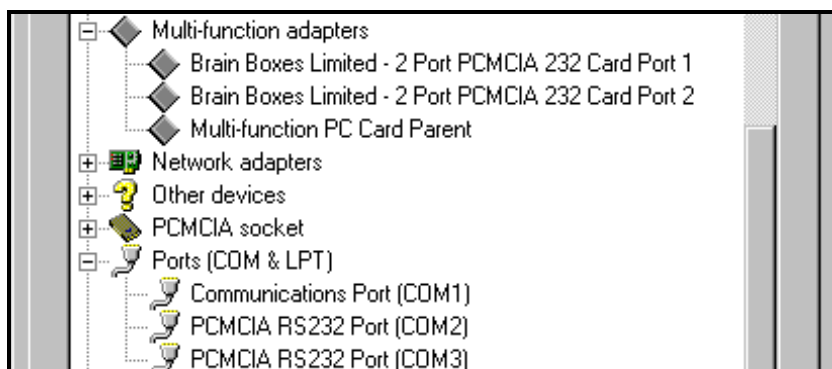 Multi-function adapters
Brain Boxes Limited - 2 Port PCMCIA 232 Card Port 1
Brain Boxes Limited - 2 Port PCMCIA 232 Card Port 2
Multi-function PC Card Parent
Network adapters
Other devices
PCMCIA socket
Ports (COM & LPT)
Communications Port (COM1)
PCMCIA RS232 Port (COM2)
PCMCIA RS232 Port (COM3)